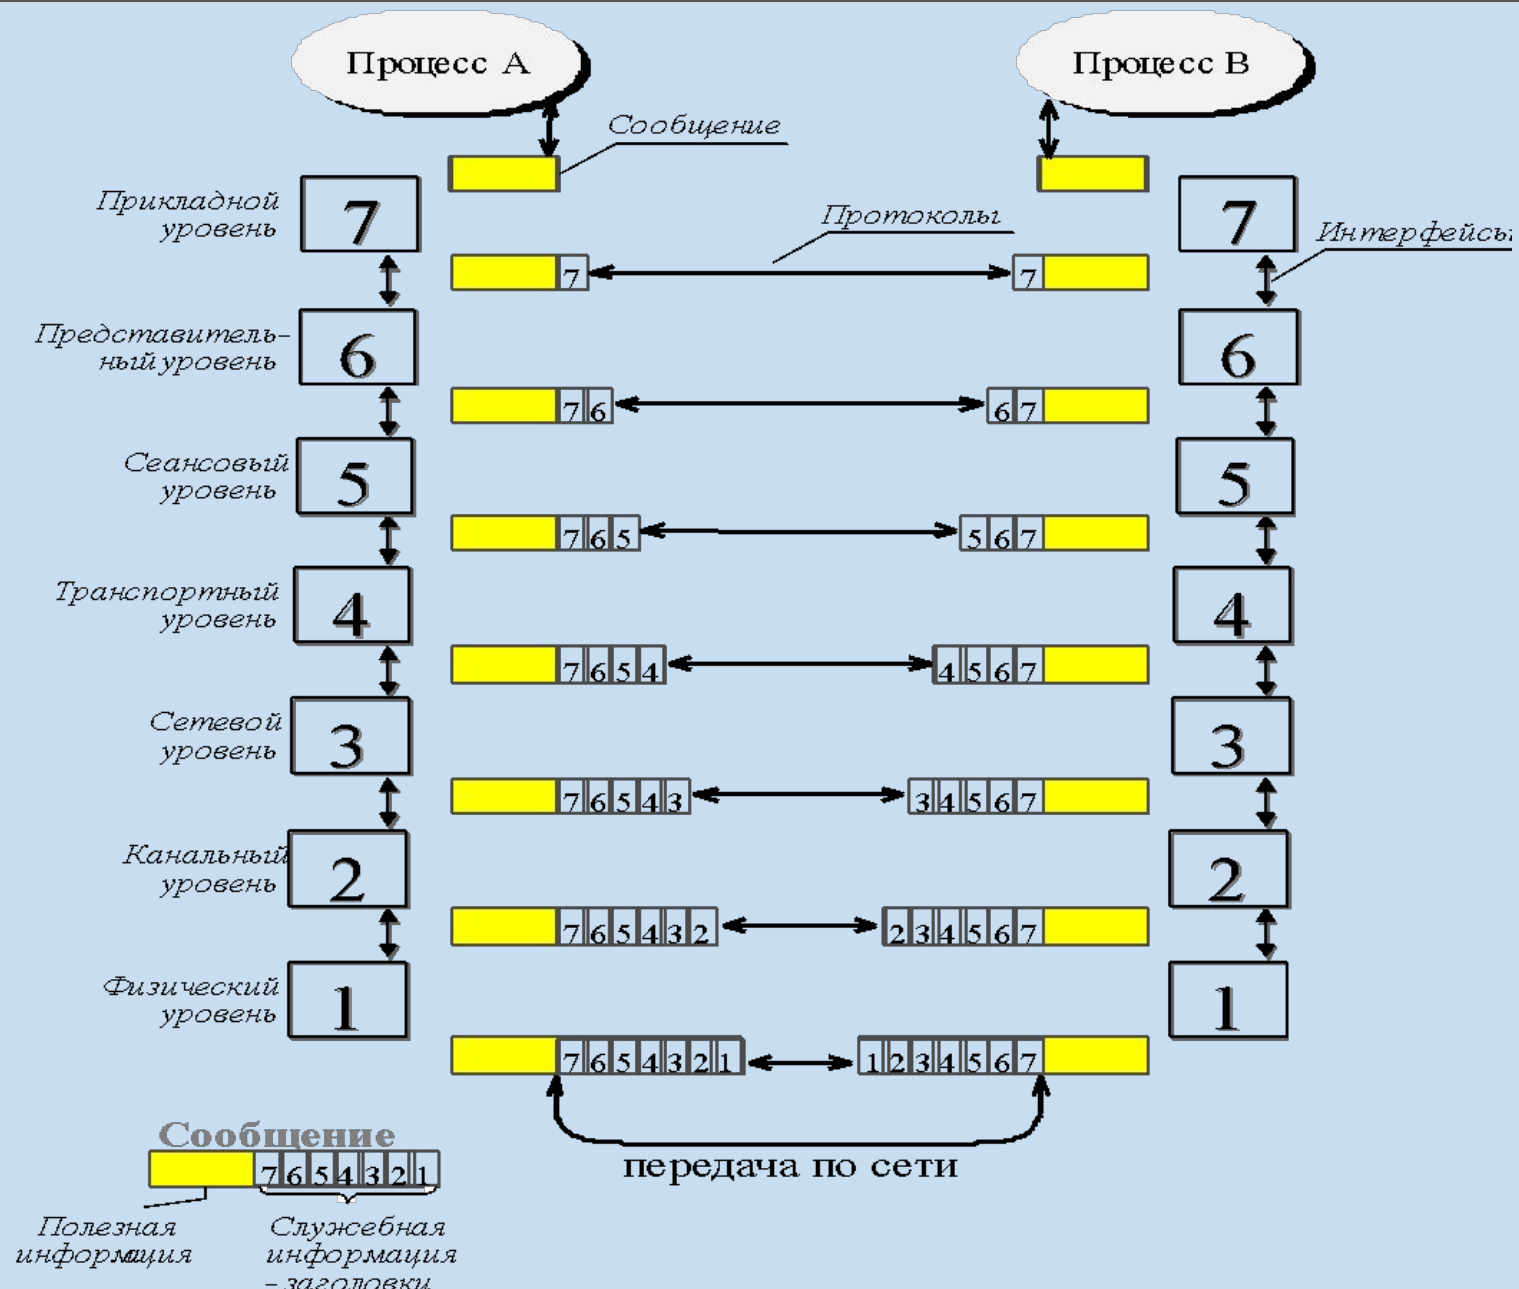 Процесс А
Процесс В
Сообщение
Прикладной
уровень
7
7
Протоколы
Интерфейсы
7
7
Представитель-
ный уровень
6
6
7 6
6 7
Сеансовый
уровень
5
5
7 6 5
5 6 7
Транспортный
уровень
4
4
7 6 5 4
4 5 6 7
Сетевой
уровень
3
3
7 6 5 4 3
3 4 5 6 7
Канальный
уровень
2
2
7 6 5 4 3 2
2 3 4 5 6 7
Физический
уровень
1
1
7 6 5 4 3 2 1
1 2 3 4 5 6 7
передача по сети
Сообщение
7 6 5 4 3 2 1
Полезная
информация
Служебная
информация
- заголовки